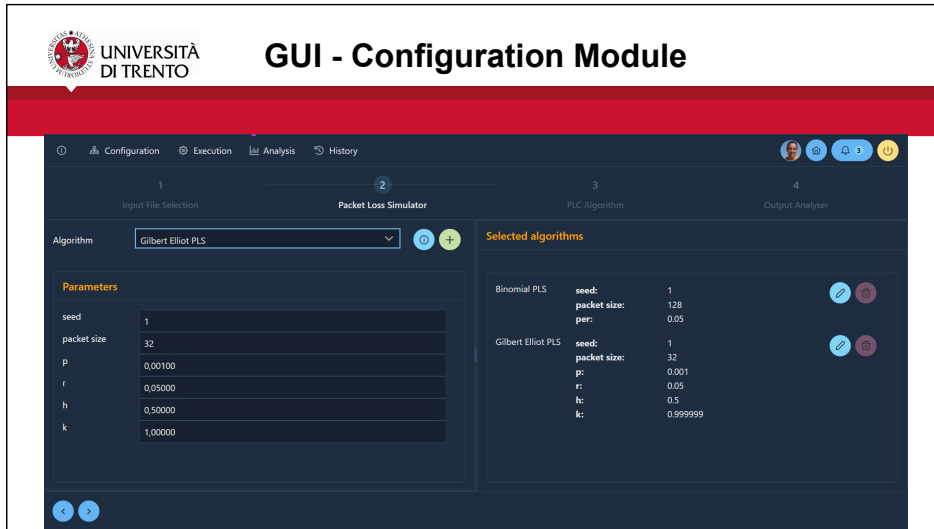 UNIVERSITÀ
DI TRENTO
GUI - Configuration Module
Configuration Execution Analysis History
3
1 2 3 4
Input File Selection Packet Loss Simulator PLC Algorithm Output Analyser
Algorithm Gilbert Elliot PLS
Parameters
seed 1
packet size 32
p 0,00100
r 0,05000
h 0,50000
k 1,00000
Selected algorithms
Binomial PLS seed: 1
packet size: 128
per: 0.05
Gilbert Elliot PLS seed: 1
packet size: 32
p: 0.001
r: 0.05
h: 0.5
k: 0.999999